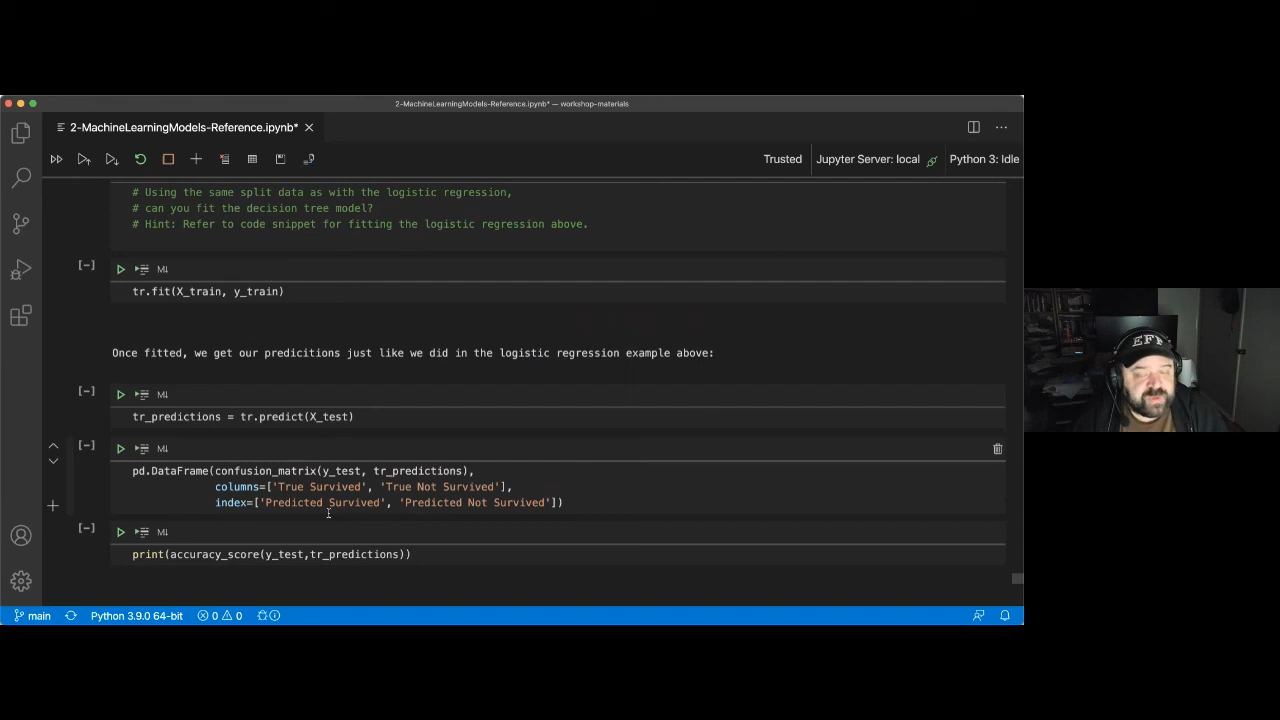 2-MachineLearningModels-Reference.ipynb* — workshop-materials
2-MachineLearningModels-Reference.ipynb*
Trusted
Jupyter Server: local
Python 3: Idle
# Using the same split data as with the logistic regression,
# can you fit the decision tree model?
# Hint: Refer to code snippet for fitting the logistic regression above.
[-]
M↓
tr.fit(X_train, y_train)
Once fitted, we get our predicitions just like we did in the logistic regression example above:
[-]
M↓
tr_predictions = tr.predict(X_test)
[-]
M↓
pd.DataFrame(confusion_matrix(y_test, tr_predictions),
columns=['True Survived', 'True Not Survived'],
index=['Predicted Survived', 'Predicted Not Survived'])
[-]
M↓
print(accuracy_score(y_test,tr_predictions))
main
Python 3.9.0 64-bit
0
0
EFF